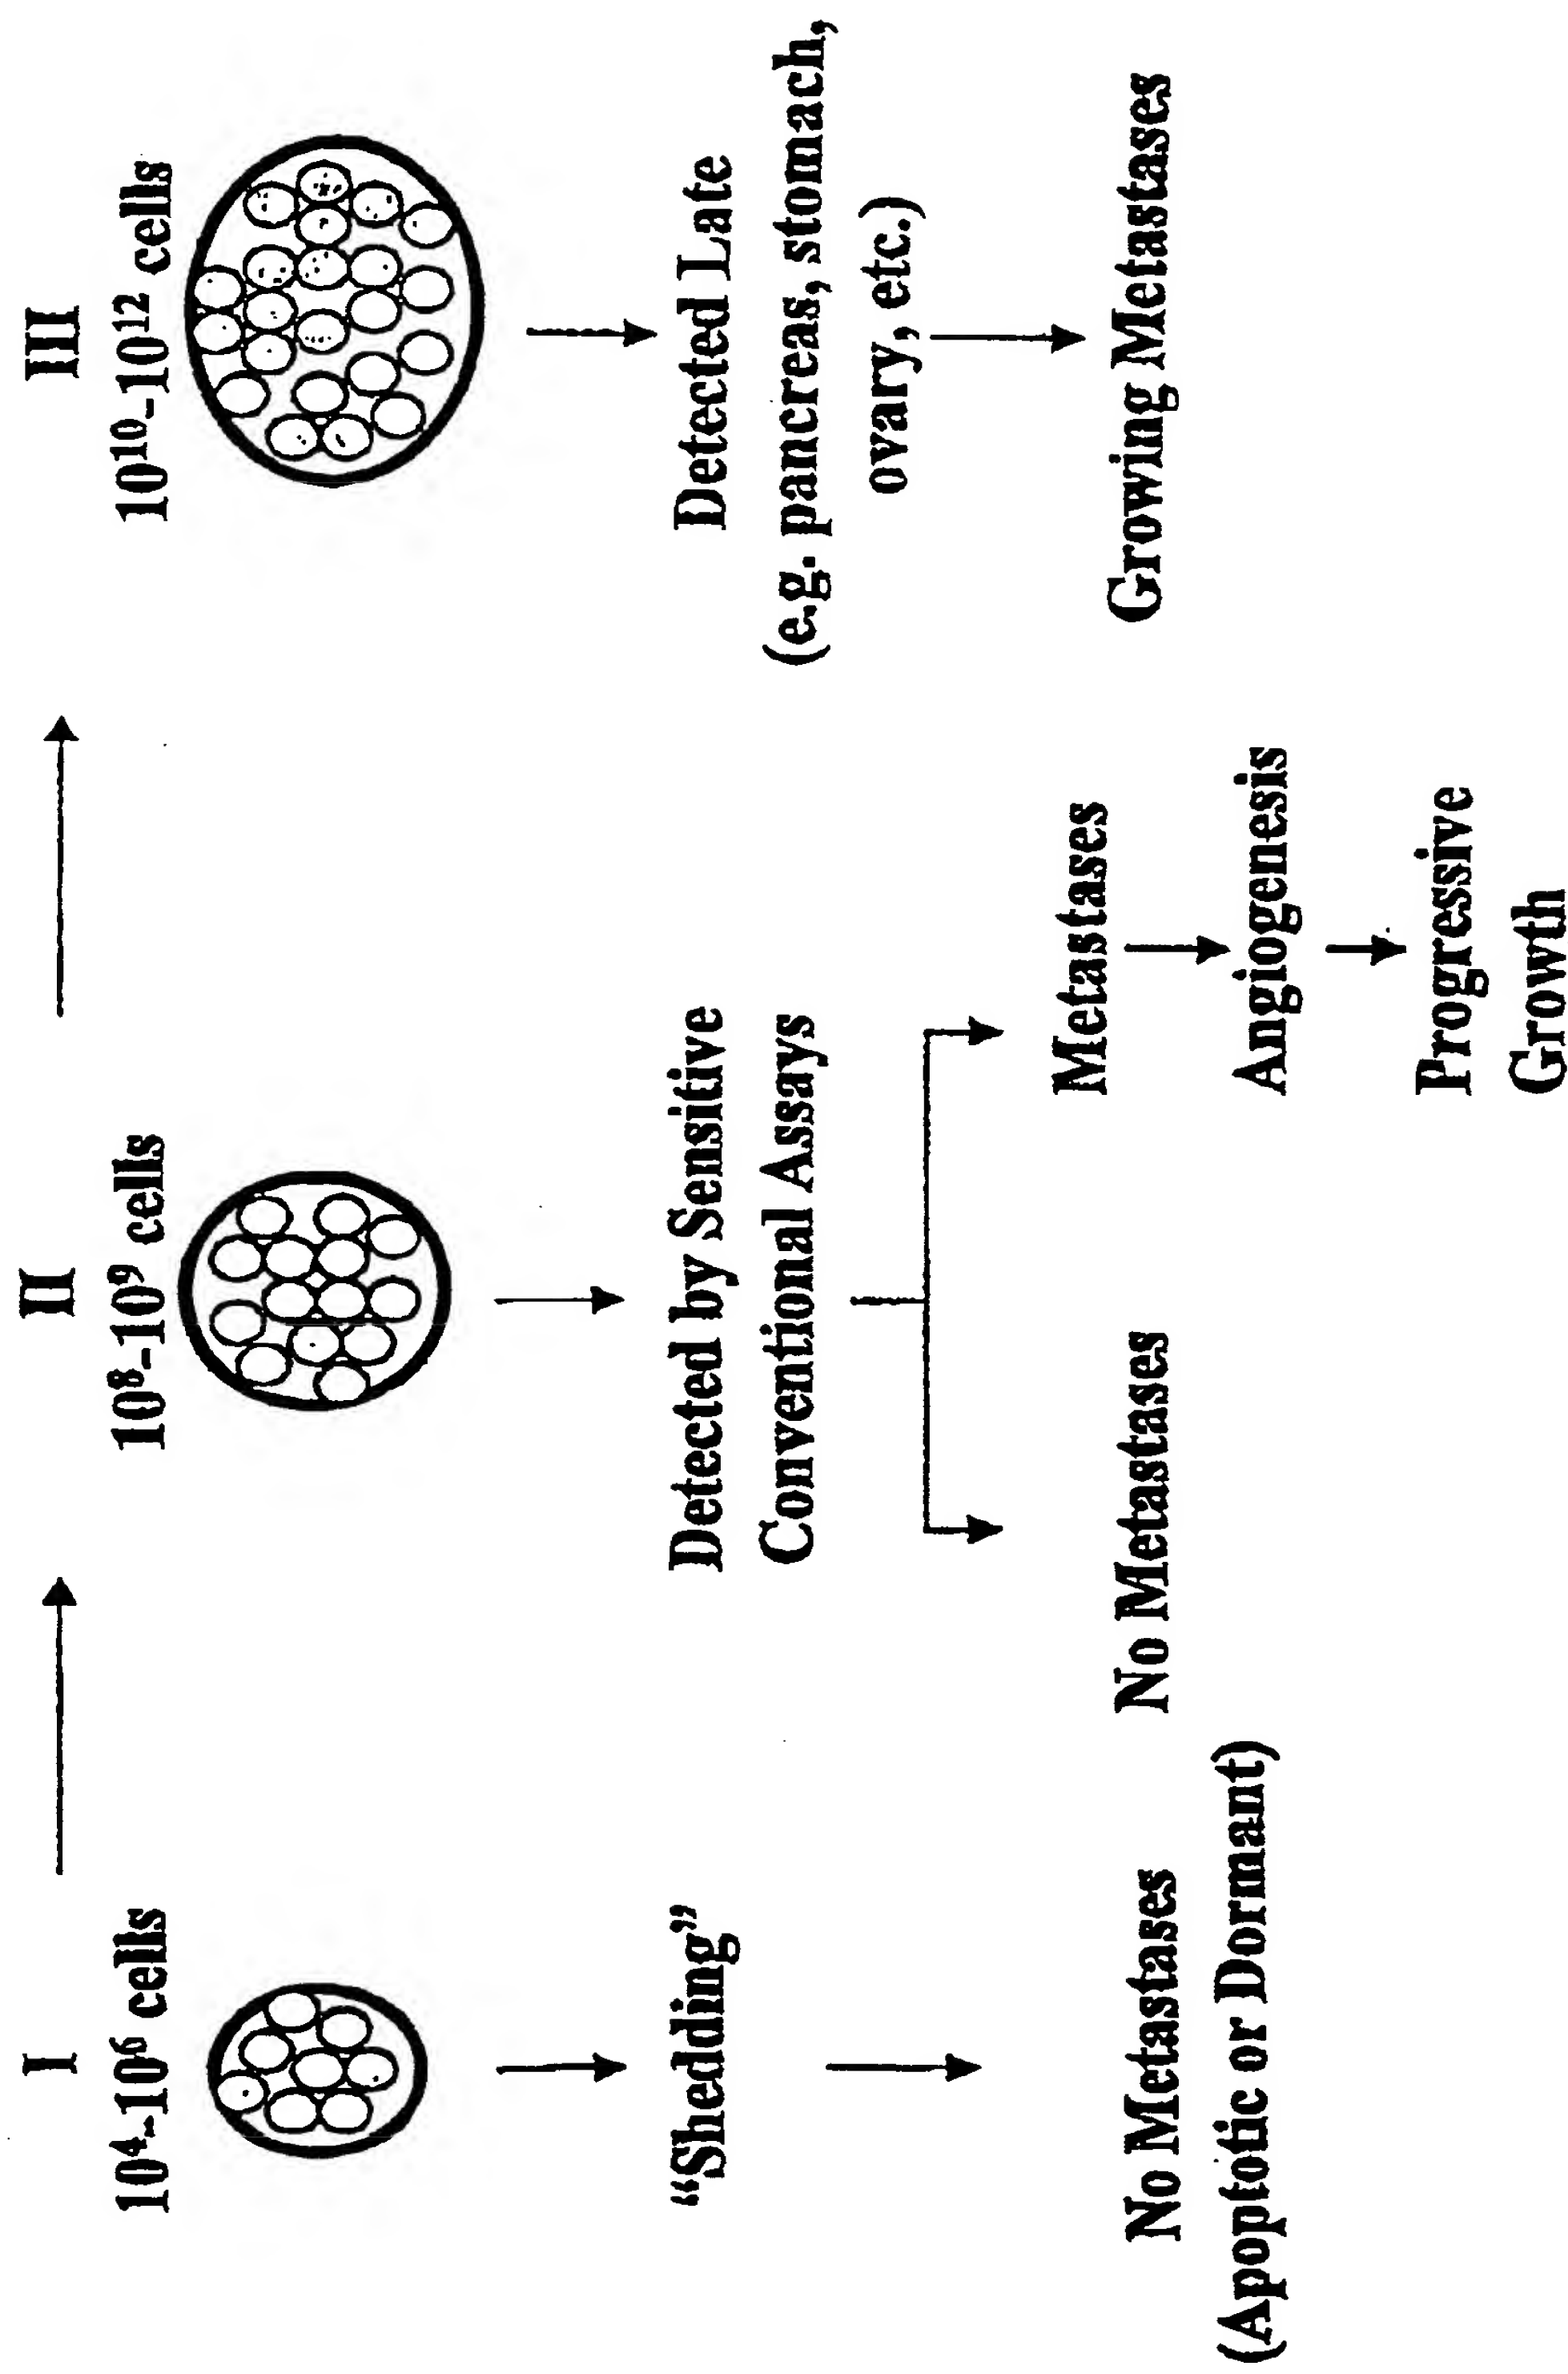 I
10⁴-10⁶ cells
“Shedding”
No Metastases
(Apoptotic or Dormant)
II
10⁸-10⁹ cells
Detected by Sensitive
Conventional Assays
No Metastases
Metastases
Angiogenesis
Progressive
Growth
III
10¹⁰-10¹² cells
Detected Late
(e.g. pancreas, stomach,
ovary, etc.)
Growing Metastases